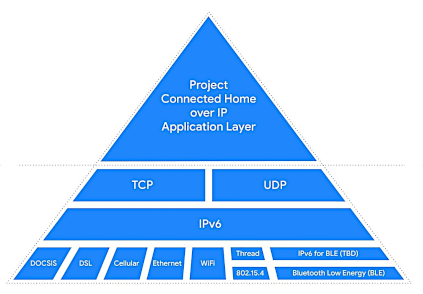 Project
Connected Home
over IP
Application Layer
TCP UDP
IPv6
DOCSIS DSL Cellular Ethernet WiFi Thread IPv6 for BLE (TBD)
802.15.4 Bluetooth Low Energy (BLE)